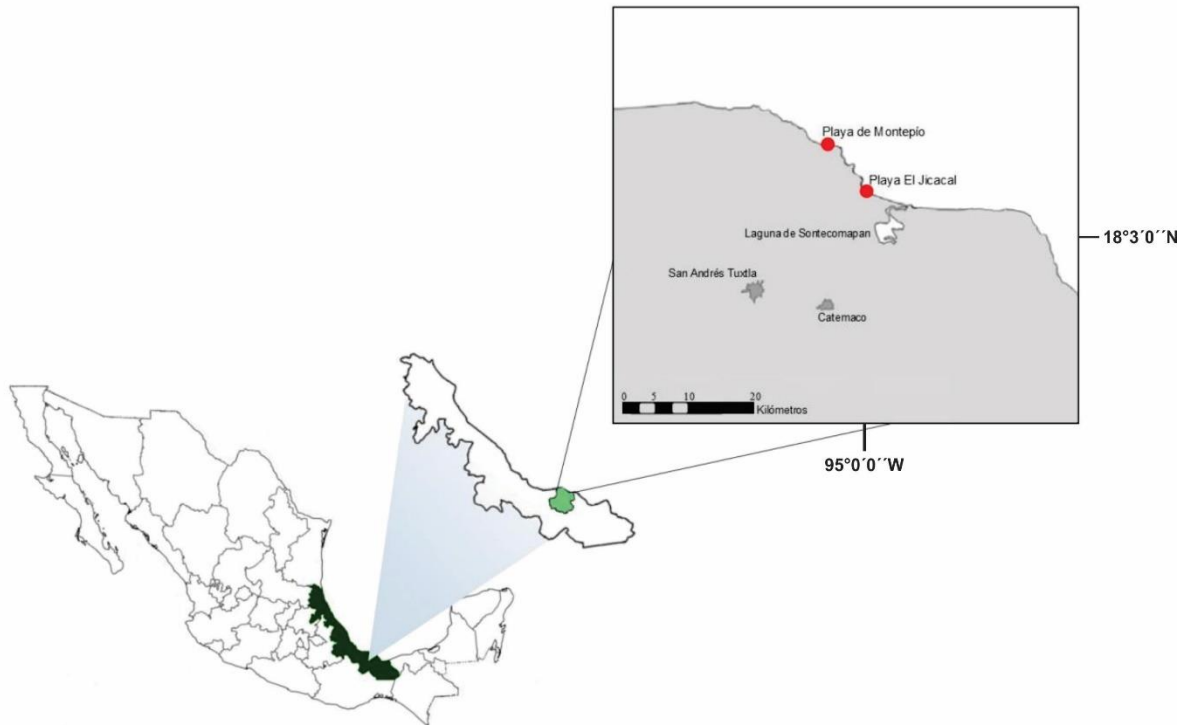 Playa de Montepío
Playa El Jicacal
Laguna de Sontecomapan
18°3´0´´N
San Andrés Tuxtla
Catemaco
0 5 10 20
Kilómetros
95°0´0´´W